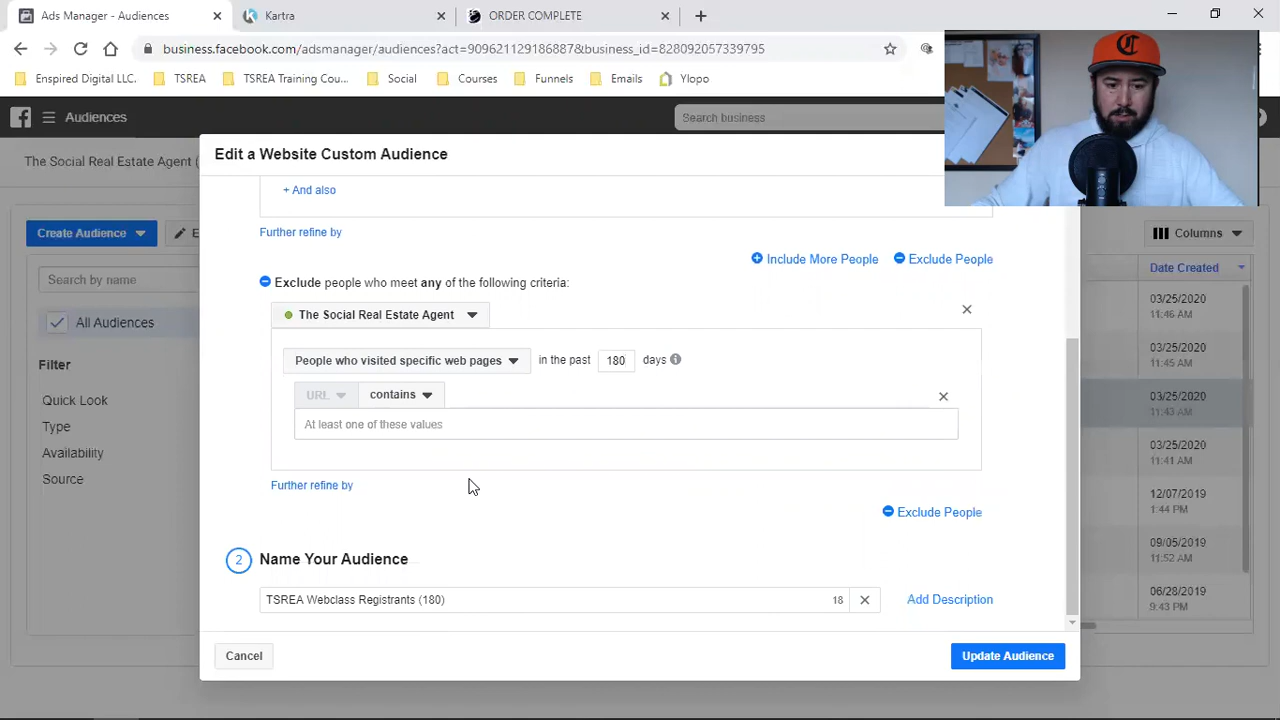 Ads Manager - Audiences
Kartra
ORDER COMPLETE
business.facebook.com/adsmanager/audiences?act=909621129186887&business_id=828092057339795
Enspired Digital LLC.
TSREA
TSREA Training Cou...
Social
Courses
Funnels
Emails
Ylopo
Audiences
Search business
The Social Real Estate Agent (
Edit a Website Custom Audience
+ And also
Create Audience
E
Columns
Further refine by
Include More People
Exclude People
Date Created
Search by name
Exclude people who meet any of the following criteria:
03/25/2020
11:46 AM
The Social Real Estate Agent
All Audiences
03/25/2020
11:45 AM
People who visited specific web pages
in the past
180
days
Filter
URL
contains
03/25/2020
11:43 AM
Quick Look
At least one of these values
Type
03/25/2020
11:41 AM
Availability
Source
Further refine by
12/07/2019
1:44 PM
Exclude People
09/05/2019
11:52 AM
2
Name Your Audience
06/28/2019
9:43 PM
TSREA Webclass Registrants (180)
18
Add Description
Cancel
Update Audience